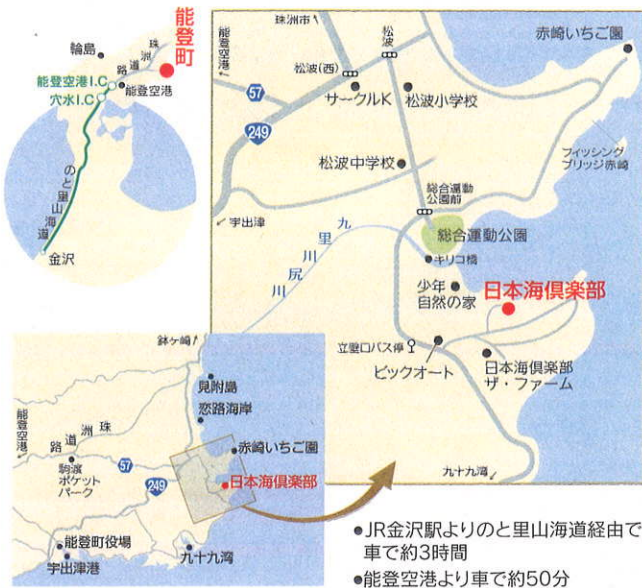 能登町
輪島
珠洲道路
能登空港I.C
穴水I.C
能登空港
のと里山海道
金沢
珠洲市
松波
赤崎いちご園
能登空港
松波(西)
57
サークルK
松波小学校
249
松波中学校
フィッシング
ブリッジ赤崎
総合運動
公園前
宇出津
九里川尻川
総合運動公園
キリコ橋
少年
自然の家
日本海倶楽部
立壁口バス停
ビックオート
日本海倶楽部
ザ・ファーム
九十九湾
鉢ヶ崎
見附島
恋路海岸
能登空港
珠洲道路
赤崎いちご園
駒渡
ポケット
パーク
57
日本海倶楽部
249
能登町役場
宇出津港
九十九湾
●JR金沢駅よりのと里山海道経由で
車で約3時間
●能登空港より車で約50分